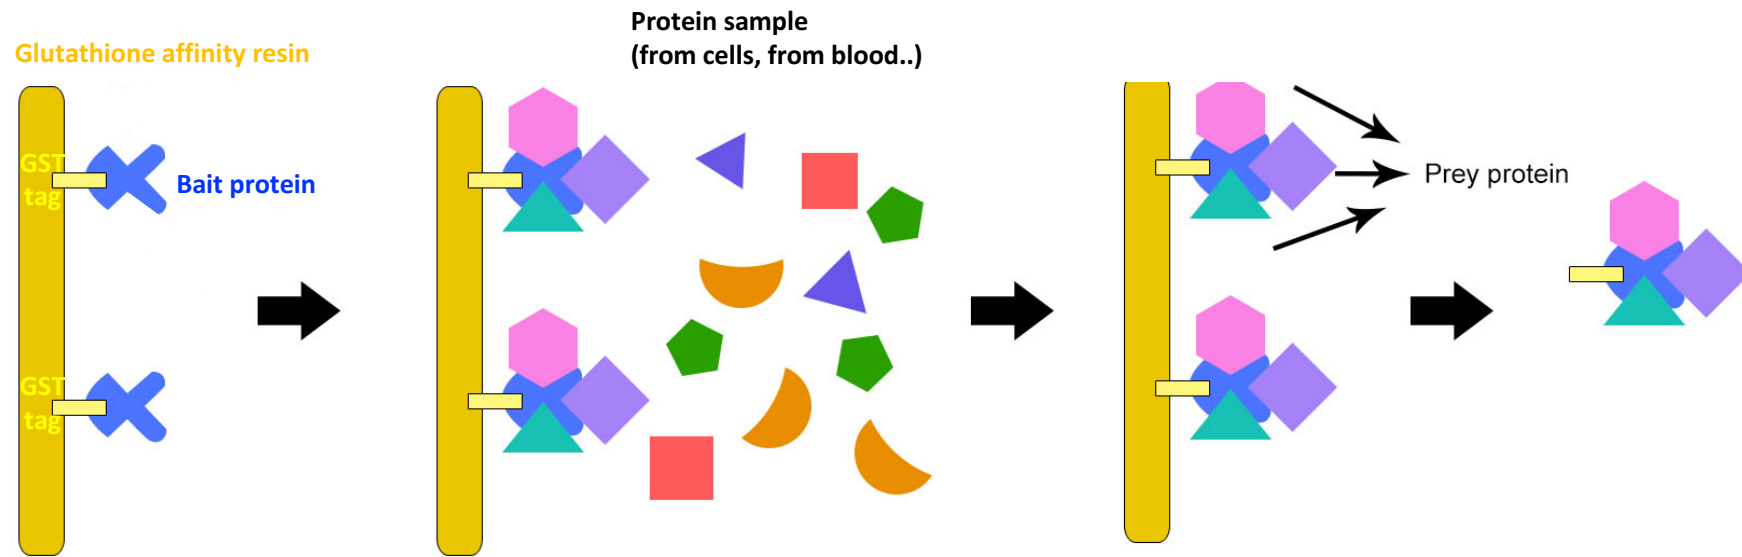 Protein sample
(from cells, from blood..)
Glutathione affinity resin
GST
tag
Bait protein
GST
tag
Prey protein